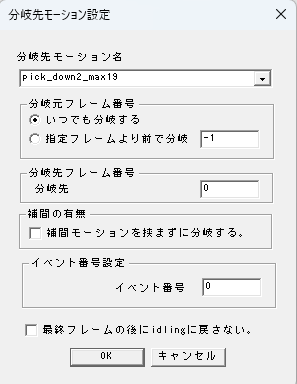 分岐先モーション設定
分岐先モーション名
pick_down2_max19
分岐元フレーム番号
いつでも分岐する
指定フレームより前で分岐 -1
分岐先フレーム番号
分岐先 0
補間の有無
補間モーションを挟まずに分岐する。
イベント番号設定
イベント番号 0
最終フレームの後にidlingに戻さない。
OK キャンセル